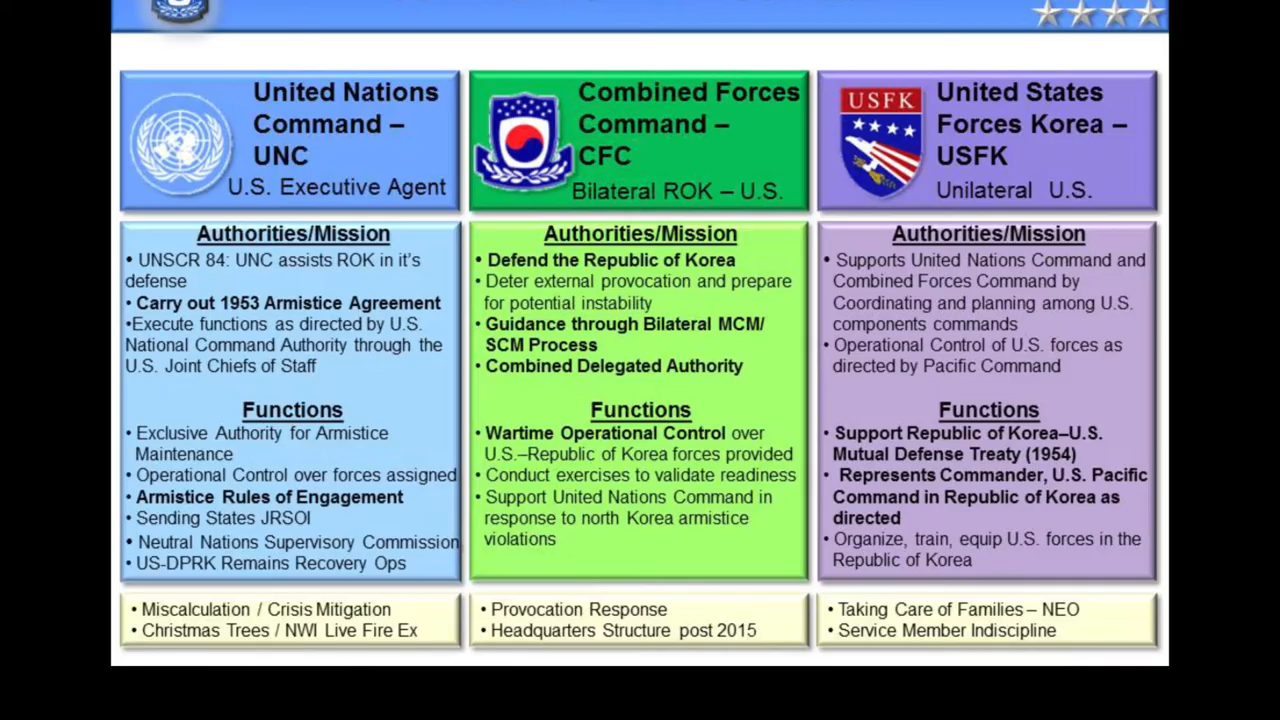 United Nations
Command –
UNC
U.S. Executive Agent
Authorities/Mission
• UNSCR 84: UNC assists ROK in it's
defense
• Carry out 1953 Armistice Agreement
•Execute functions as directed by U.S.
National Command Authority through the
U.S. Joint Chiefs of Staff
Functions
• Exclusive Authority for Armistice
Maintenance
• Operational Control over forces assigned
• Armistice Rules of Engagement
• Sending States JRSOI
• Neutral Nations Supervisory Commission
• US-DPRK Remains Recovery Ops
• Miscalculation / Crisis Mitigation
• Christmas Trees / NWI Live Fire Ex
Combined Forces
Command –
CFC
Bilateral ROK – U.S.
Authorities/Mission
• Defend the Republic of Korea
• Deter external provocation and prepare
for potential instability
• Guidance through Bilateral MCM/
SCM Process
• Combined Delegated Authority
Functions
• Wartime Operational Control over
U.S.–Republic of Korea forces provided
• Conduct exercises to validate readiness
• Support United Nations Command in
response to north Korea armistice
violations
• Provocation Response
• Headquarters Structure post 2015
USFK
United States
Forces Korea –
USFK
Unilateral U.S.
Authorities/Mission
• Supports United Nations Command and
Combined Forces Command by
Coordinating and planning among U.S.
components commands
• Operational Control of U.S. forces as
directed by Pacific Command
Functions
• Support Republic of Korea–U.S.
Mutual Defense Treaty (1954)
• Represents Commander, U.S. Pacific
Command in Republic of Korea as
directed
• Organize, train, equip U.S. forces in the
Republic of Korea
• Taking Care of Families – NEO
• Service Member Indiscipline